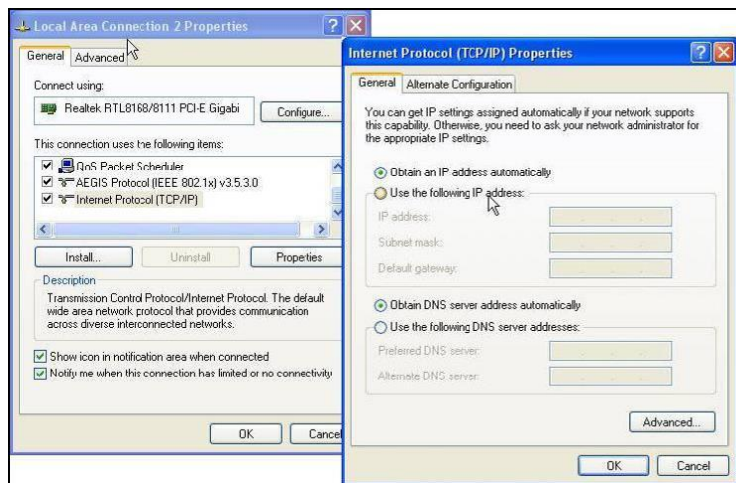 Local Area Connection 2 Properties
General
Advanced
Connect using:
Realtek RTL8168/8111 PCI-E Gigabi
Configure...
This connection uses the following items:
QoS Packet Scheduler
AEGIS Protocol (IEEE 802.1x) v3.5.3.0
Internet Protocol (TCP/IP)
Install...
Uninstall
Properties
Description
Transmission Control Protocol/Internet Protocol. The default
wide area network protocol that provides communication
across diverse interconnected networks.
Show icon in notification area when connected
Notify me when this connection has limited or no connectivity
OK
Cancel
Internet Protocol (TCP/IP) Properties
General
Alternate Configuration
You can get IP settings assigned automatically if your network supports
this capability. Otherwise, you need to ask your network administrator for
the appropriate IP settings.
Obtain an IP address automatically
Use the following IP address:
IP address:
Subnet mask:
Default gateway:
Obtain DNS server address automatically
Use the following DNS server addresses:
Preferred DNS server:
Alternate DNS server:
Advanced...
OK
Cancel